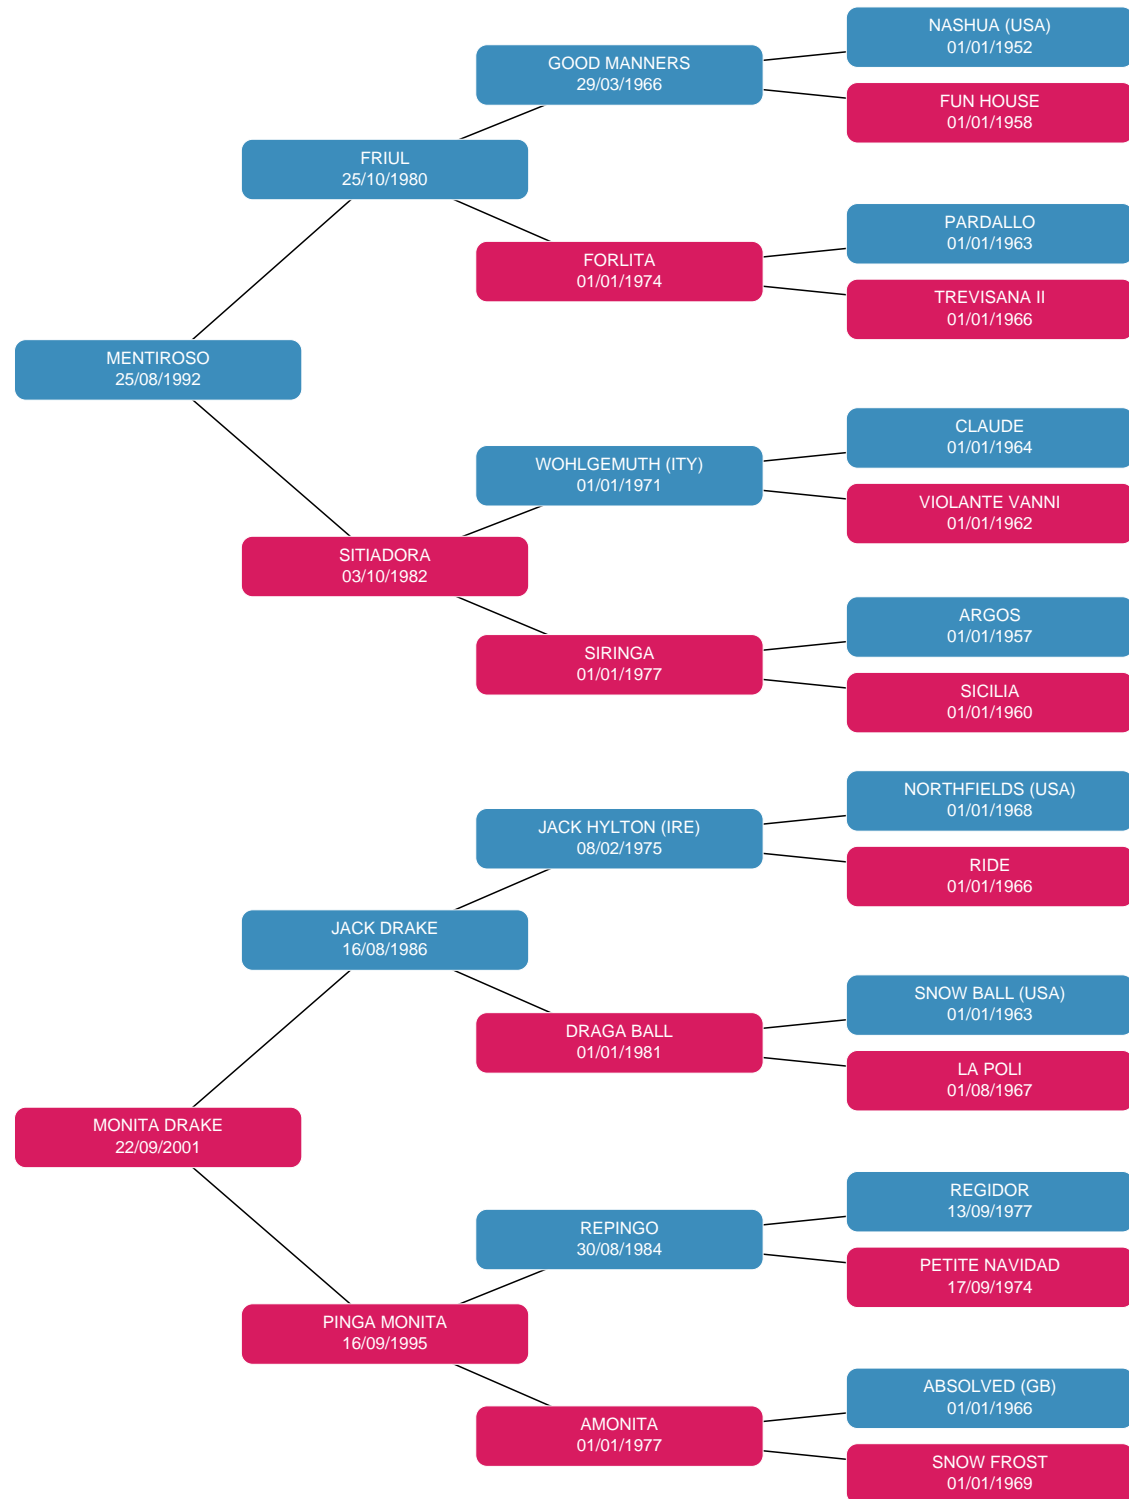 NASHUA (USA)
01/01/1952
GOOD MANNERS
29/03/1966
FUN HOUSE
01/01/1958
FRIUL
25/10/1980
PARDALLO
01/01/1963
FORLITA
01/01/1974
TREVISANA II
01/01/1966
MENTIROSO
25/08/1992
CLAUDE
01/01/1964
WOHLGEMUTH (ITY)
01/01/1971
VIOLANTE VANNI
01/01/1962
SITIADORA
03/10/1982
ARGOS
01/01/1957
SIRINGA
01/01/1977
SICILIA
01/01/1960
NORTHFIELDS (USA)
01/01/1968
JACK HYLTON (IRE)
08/02/1975
RIDE
01/01/1966
JACK DRAKE
16/08/1986
SNOW BALL (USA)
01/01/1963
DRAGA BALL
01/01/1981
LA POLI
01/08/1967
MONITA DRAKE
22/09/2001
REGIDOR
13/09/1977
REPINGO
30/08/1984
PETITE NAVIDAD
17/09/1974
PINGA MONITA
16/09/1995
ABSOLVED (GB)
01/01/1966
AMONITA
01/01/1977
SNOW FROST
01/01/1969